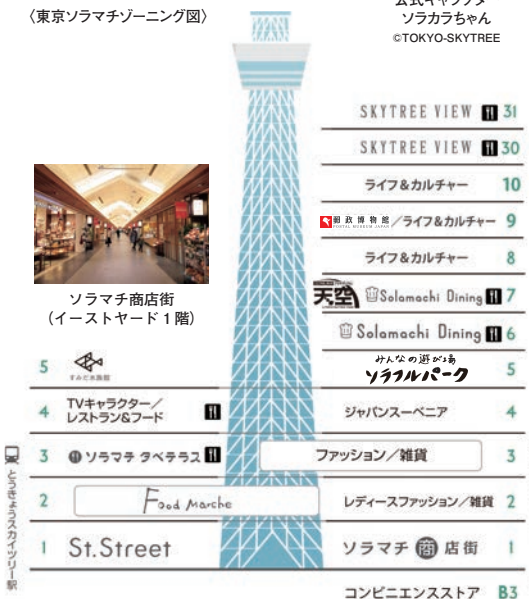 〈東京ソラマチゾーニング図〉
ソラカラちゃん
©TOKYO-SKYTREE
SKYTREE VIEW 31
SKYTREE VIEW 30
ライフ&カルチャー 10
郵政博物館
POSTAL MUSEUM JAPAN
/ライフ&カルチャー 9
ライフ&カルチャー 8
天空 Solamachi Dining 7
Solamachi Dining 6
ソラマチ商店街
(イーストヤード1階)
5 すみだ水族館
みんなの遊び場
ソラフルパーク 5
4 TVキャラクター/
レストラン&フード
ジャパンスーベニア 4
3 ソラマチ タベテラス
ファッション/雑貨 3
2 Food Marche
レディースファッション/雑貨 2
1 St.Street
ソラマチ 商 店街 1
コンビニエンスストア B3
とうきょうスカイツリー駅